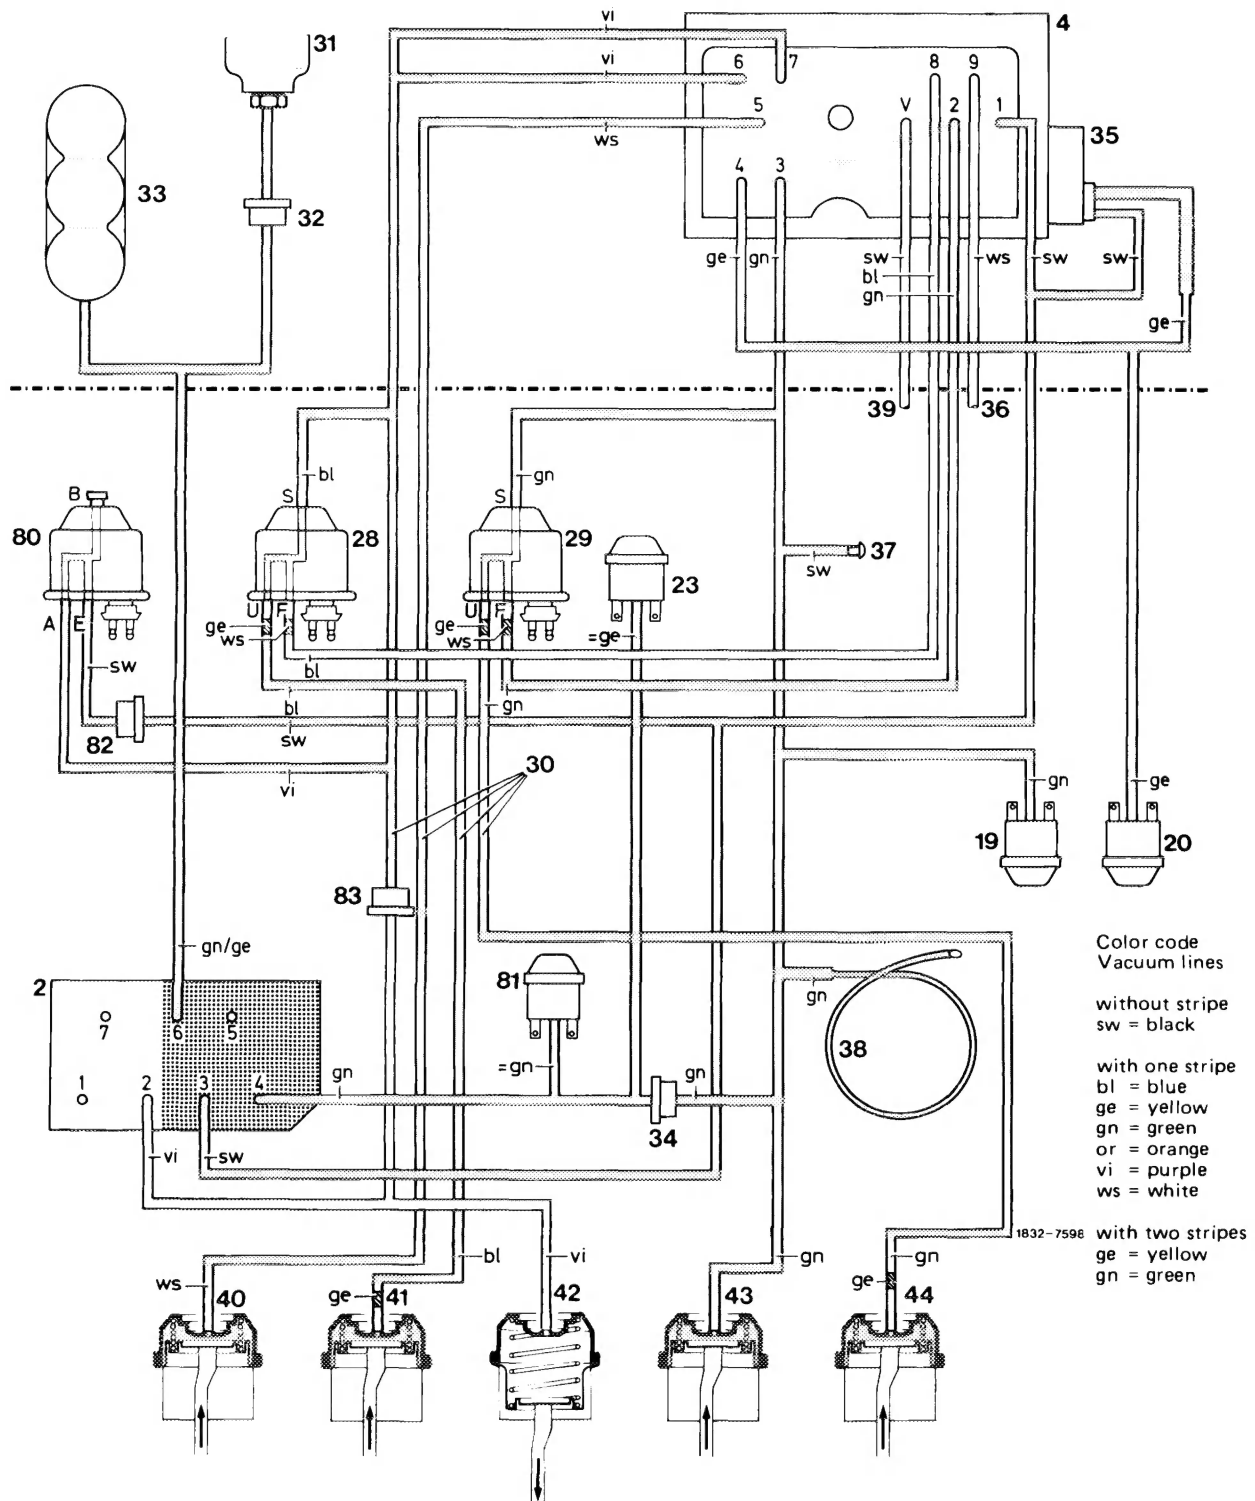 vi
4
31
vi
6
7
8
9
5
V
2
1
35
ws
33
4
3
32
ge
gn
sw
bl
gn
ws
sw
sw
ge
39
36
bl
gn
B
S
S
80
28
29
23
37
sw
A
E
U
F
U
F
ge
ws
ge
ws
=ge
sw
bl
bl
gn
82
sw
vi
30
gn
ge
19
20
83
gn/ge
Color code
Vacuum lines
2
81
gn
without stripe
sw = black
7
6
5
38
=gn
with one stripe
bl = blue
ge = yellow
gn = green
or = orange
vi = purple
ws = white
1
2
3
4
gn
gn
34
vi
sw
1832-7598
with two stripes
ge = yellow
gn = green
bl
vi
gn
gn
ws
ge
ge
40
41
42
43
44